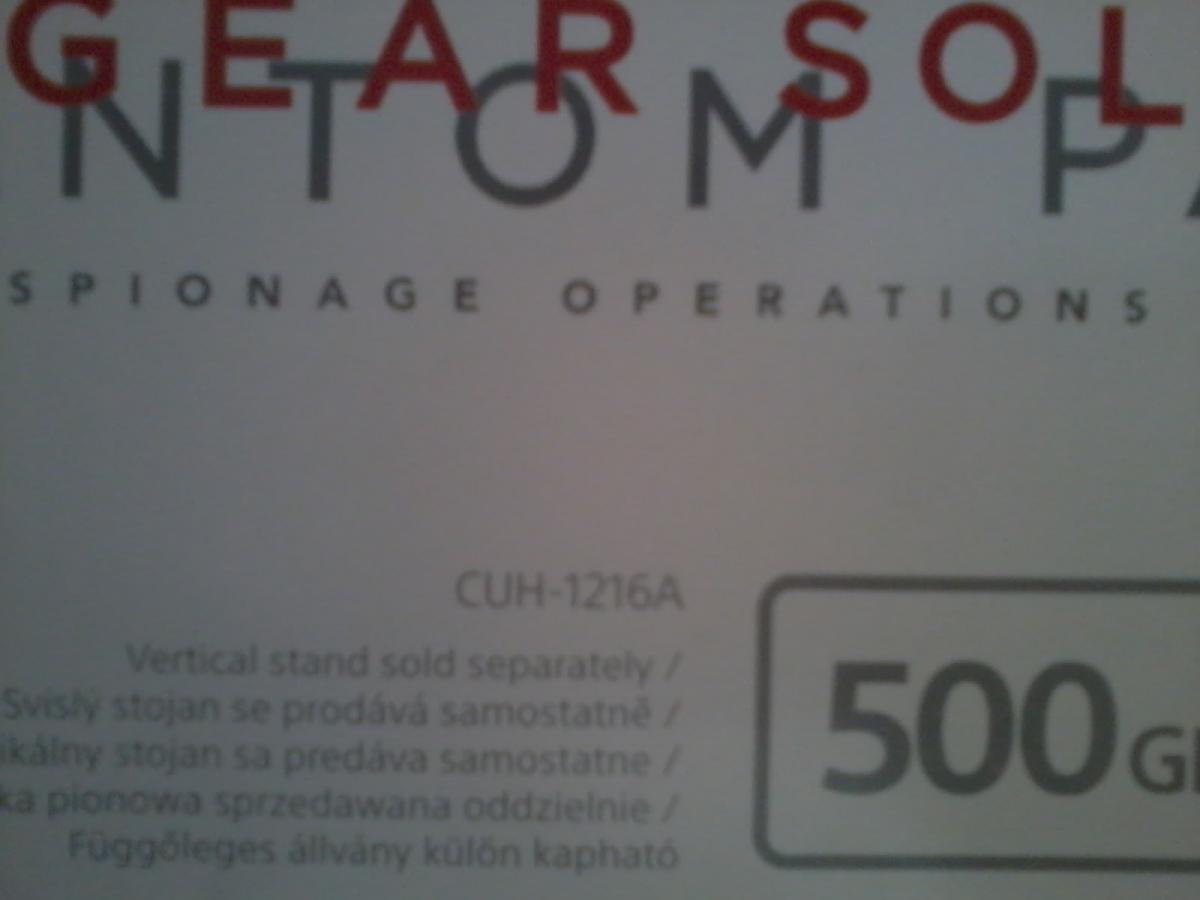 GEAR SOL
NTOM PA
SPIONAGE OPERATIONS
CUH-1216A
Vertical stand sold separately /
Svislý stojan se prodává samostatně /
ikálny stojan sa predáva samostatne /
ka pionowa sprzedawana oddzielnie /
Függőleges állvány külön kapható
500 GB